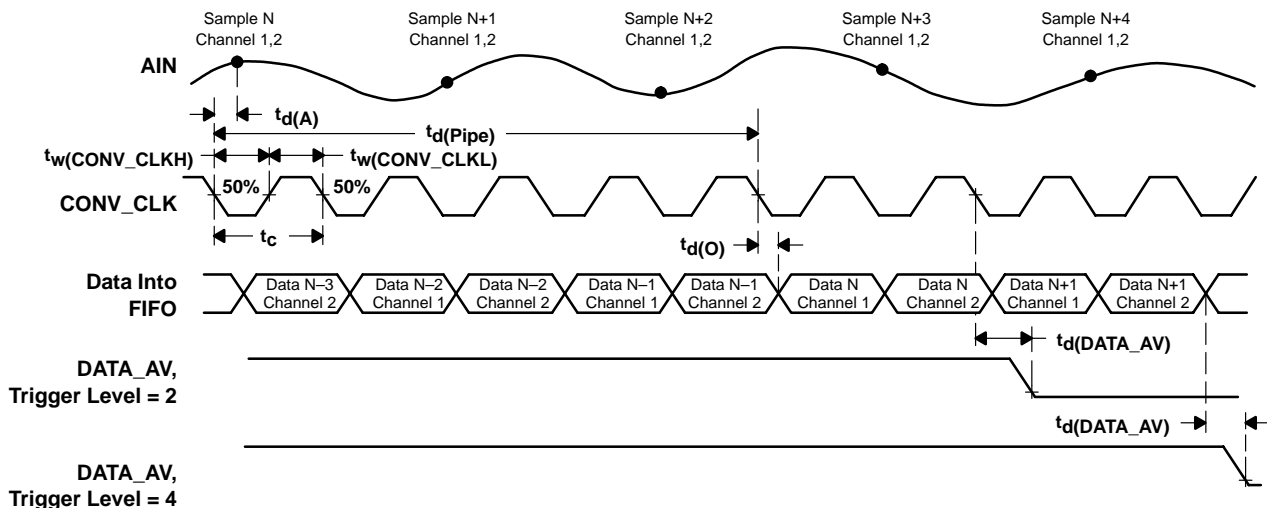 Sample N
Channel 1,2
Sample N+1
Channel 1,2
Sample N+2
Channel 1,2
Sample N+3
Channel 1,2
Sample N+4
Channel 1,2
AIN
td(A)
td(Pipe)
tw(CONV_CLKH)
tw(CONV_CLKL)
50%
50%
CONV_CLK
tc
td(O)
Data Into
FIFO
Data N–3
Channel 2
Data N–2
Channel 1
Data N–2
Channel 2
Data N–1
Channel 1
Data N–1
Channel 2
Data N
Channel 1
Data N
Channel 2
Data N+1
Channel 1
Data N+1
Channel 2
td(DATA_AV)
DATA_AV,
Trigger Level = 2
td(DATA_AV)
DATA_AV,
Trigger Level = 4